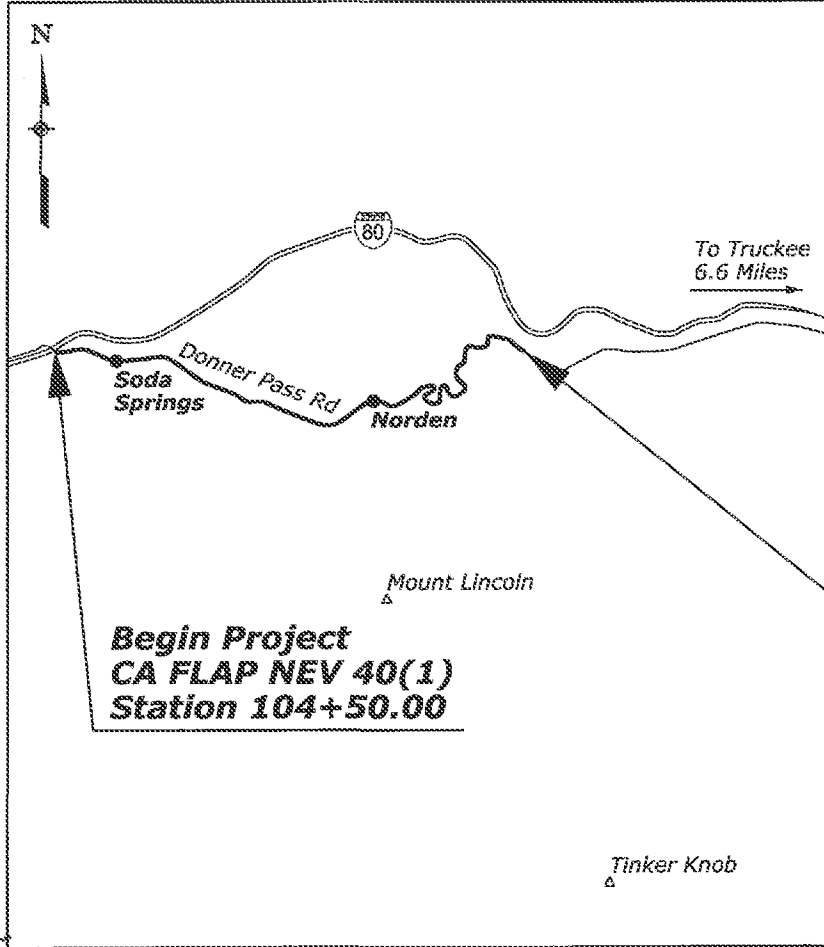 N
80
To Truckee
6.6 Miles
Donner Pass Rd
Soda
Springs
Norden
Mount Lincoln
Begin Project
CA FLAP NEV 40(1)
Station 104+50.00
Tinker Knob